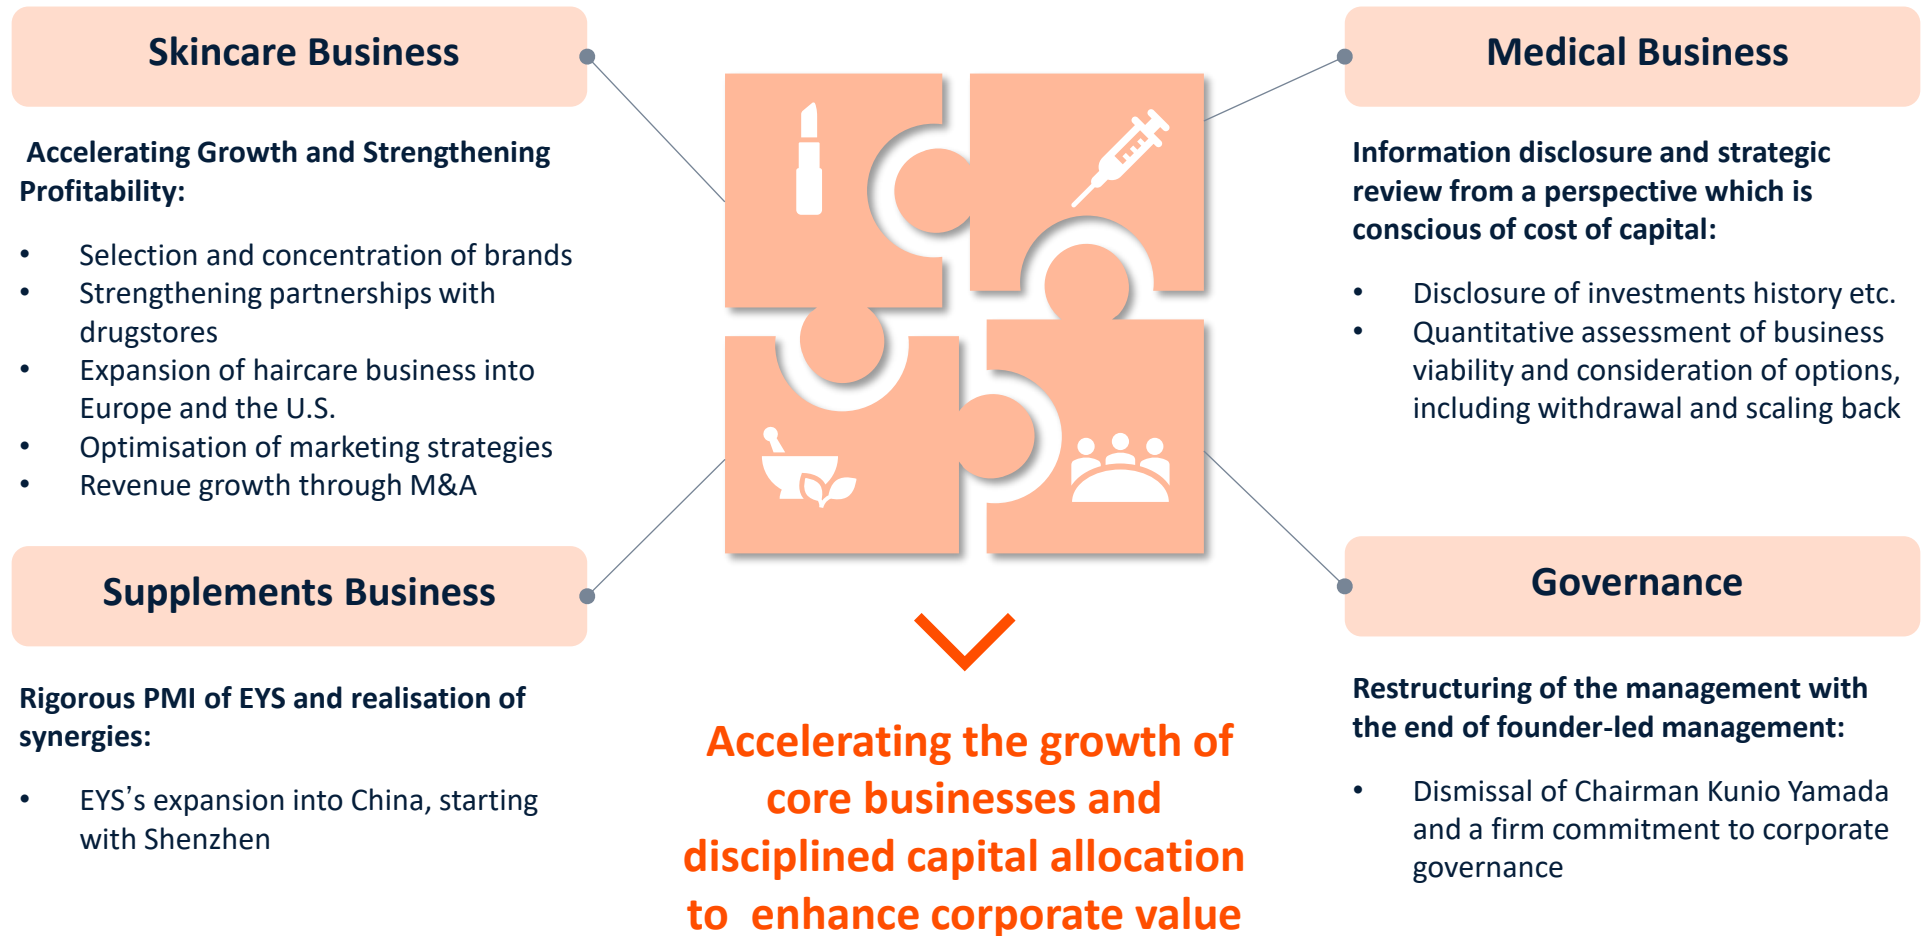 Skincare Business
Accelerating Growth and Strengthening
Profitability:
• Selection and concentration of brands
• Strengthening partnerships with
drugstores
• Expansion of haircare business into
Europe and the U.S.
• Optimisation of marketing strategies
• Revenue growth through M&A
Supplements Business
Rigorous PMI of EYS and realisation of
synergies:
• EYS’s expansion into China, starting
with Shenzhen
Medical Business
Information disclosure and strategic
review from a perspective which is
conscious of cost of capital:
• Disclosure of investments history etc.
• Quantitative assessment of business
viability and consideration of options,
including withdrawal and scaling back
Governance
Restructuring of the management with
the end of founder-led management:
• Dismissal of Chairman Kunio Yamada
and a firm commitment to corporate
governance
Accelerating the growth of
core businesses and
disciplined capital allocation
to enhance corporate value